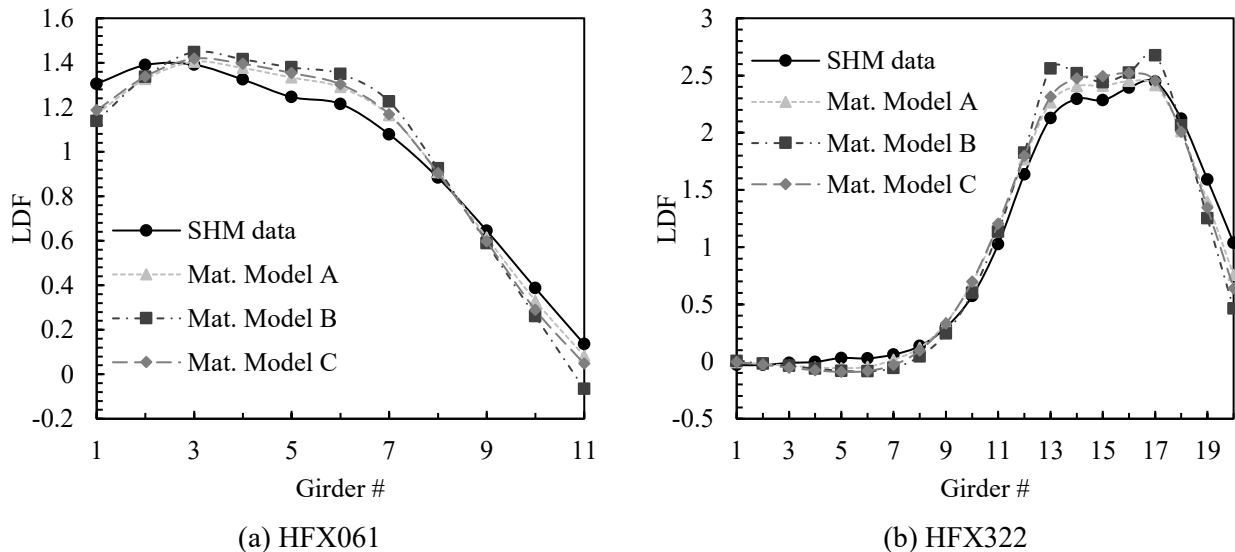 1.6
1.4
1.2
1
0.8
0.6
0.4
0.2
0
-0.2
LDF
SHM data
Mat. Model A
Mat. Model B
Mat. Model C
1 3 5 7 9 11
Girder #
(a) HFX061
3
2.5
2
1.5
1
0.5
0
-0.5
LDF
SHM data
Mat. Model A
Mat. Model B
Mat. Model C
1 3 5 7 9 11 13 15 17 19
Girder #
(b) HFX322